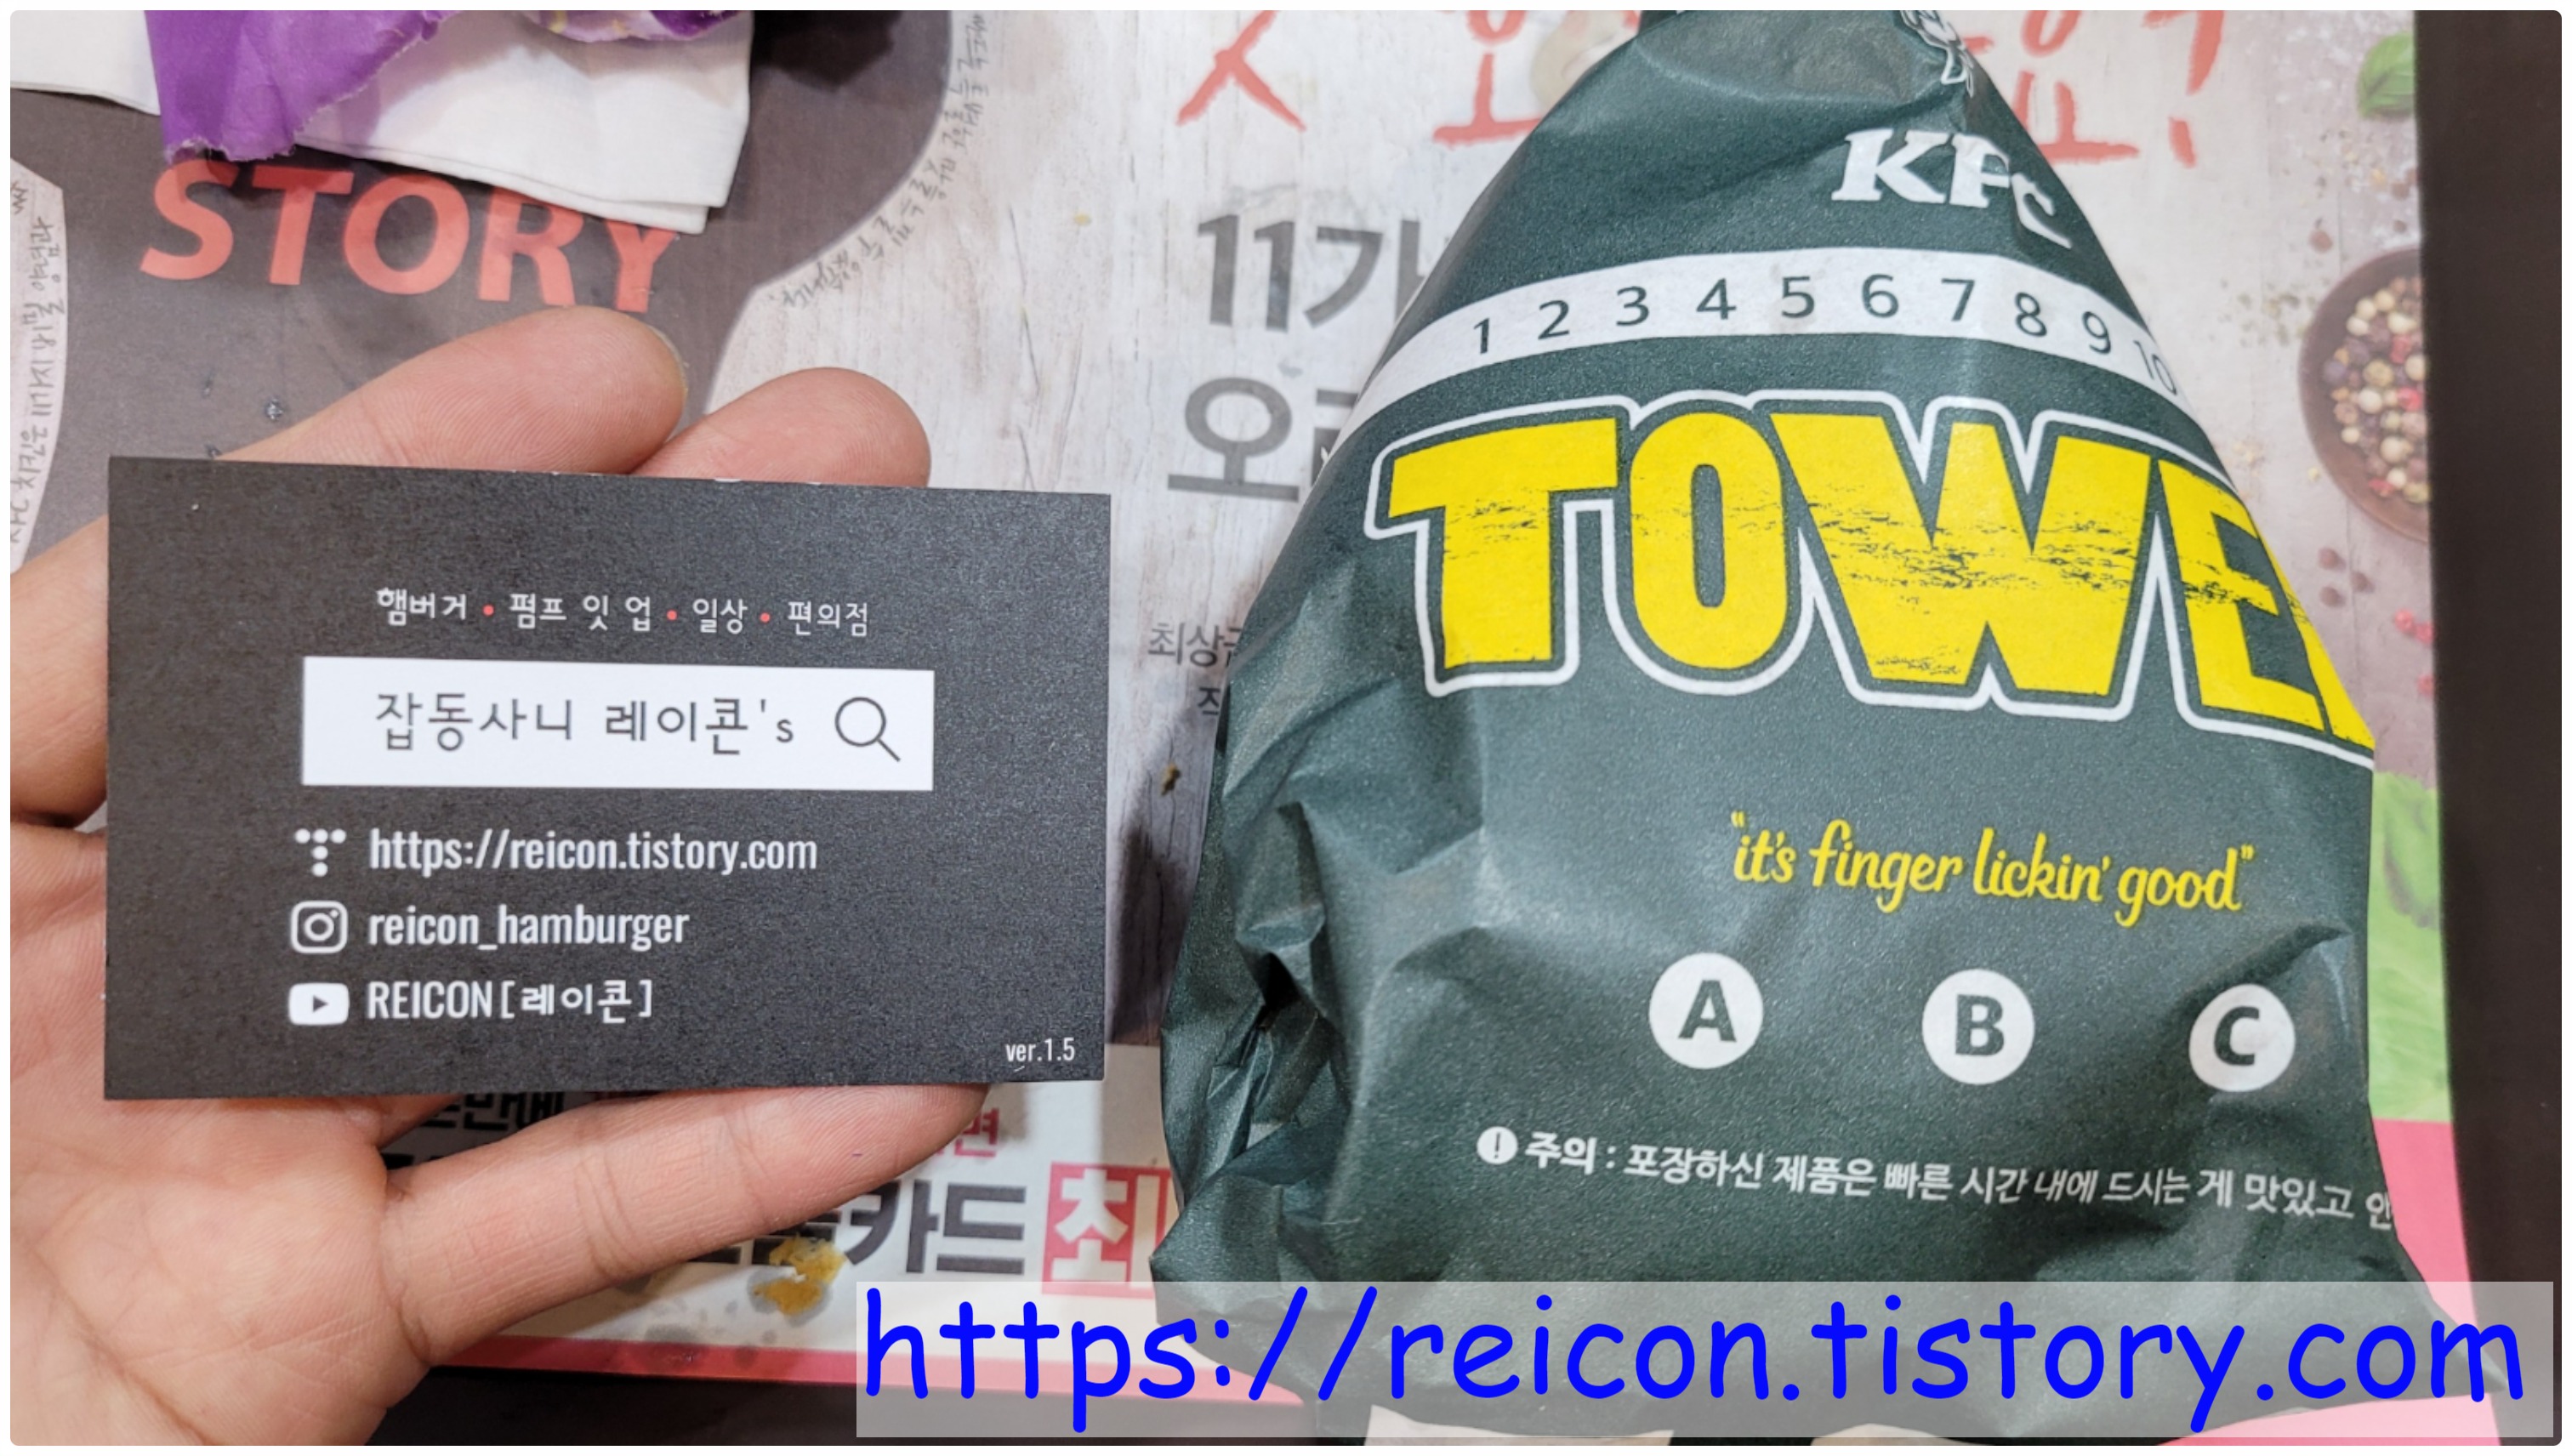 STORY
11가
KFC
1 2 3 4 5 6 7 8 9 10
TOWE
"it's finger lickin' good"
A B C
주의 : 포장하신 제품은 빠른 시간 내에 드시는 게 맛있고
햄버거 • 펌프 잇 업 • 일상 • 편의점
잡동사니 레이콘's
https://reicon.tistory.com
reicon_hamburger
REICON[레이콘]
ver.1.5
카드
https://reicon.tistory.com